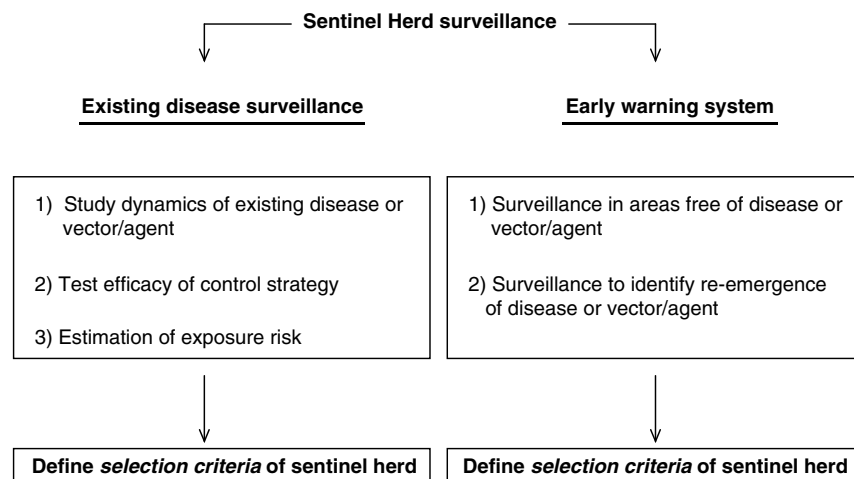 Sentinel Herd surveillance
Existing disease surveillance
1) Study dynamics of existing disease or
vector/agent
2) Test efficacy of control strategy
3) Estimation of exposure risk
Define selection criteria of sentinel herd
Early warning system
1) Surveillance in areas free of disease or
vector/agent
2) Surveillance to identify re-emergence
of disease or vector/agent
Define selection criteria of sentinel herd